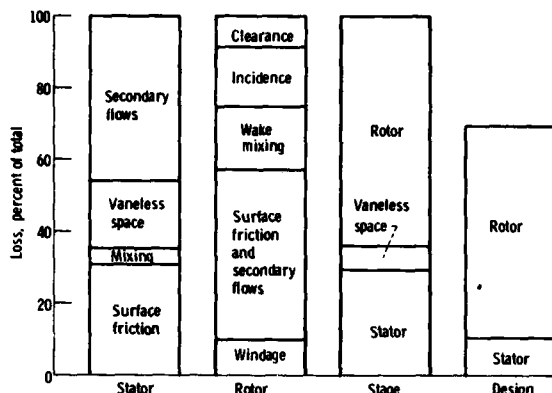 Loss, percent of total
100
80
60
40
20
0
Secondary
flows
Vaneless
space
Mixing
Surface
friction
Stator
Clearance
Incidence
Wake
mixing
Surface
friction
and
secondary
flows
Windage
Rotor
Rotor
Vaneless
space
Stator
Stage
Rotor
Stator
Design